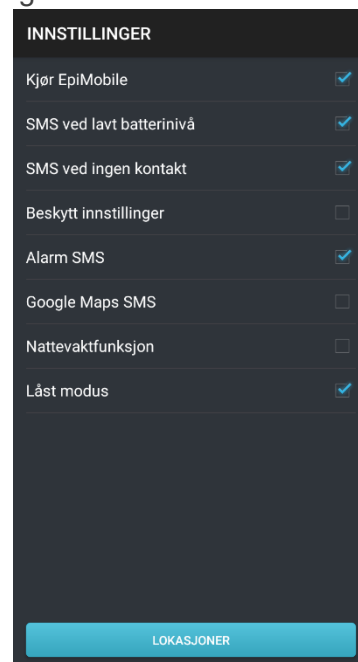 INNSTILLINGER
Kjør EpiMobile
SMS ved lavt batterinivå
SMS ved ingen kontakt
Beskytt innstillinger
Alarm SMS
Google Maps SMS
Nattevaktfunksjon
Låst modus
LOKASJONER